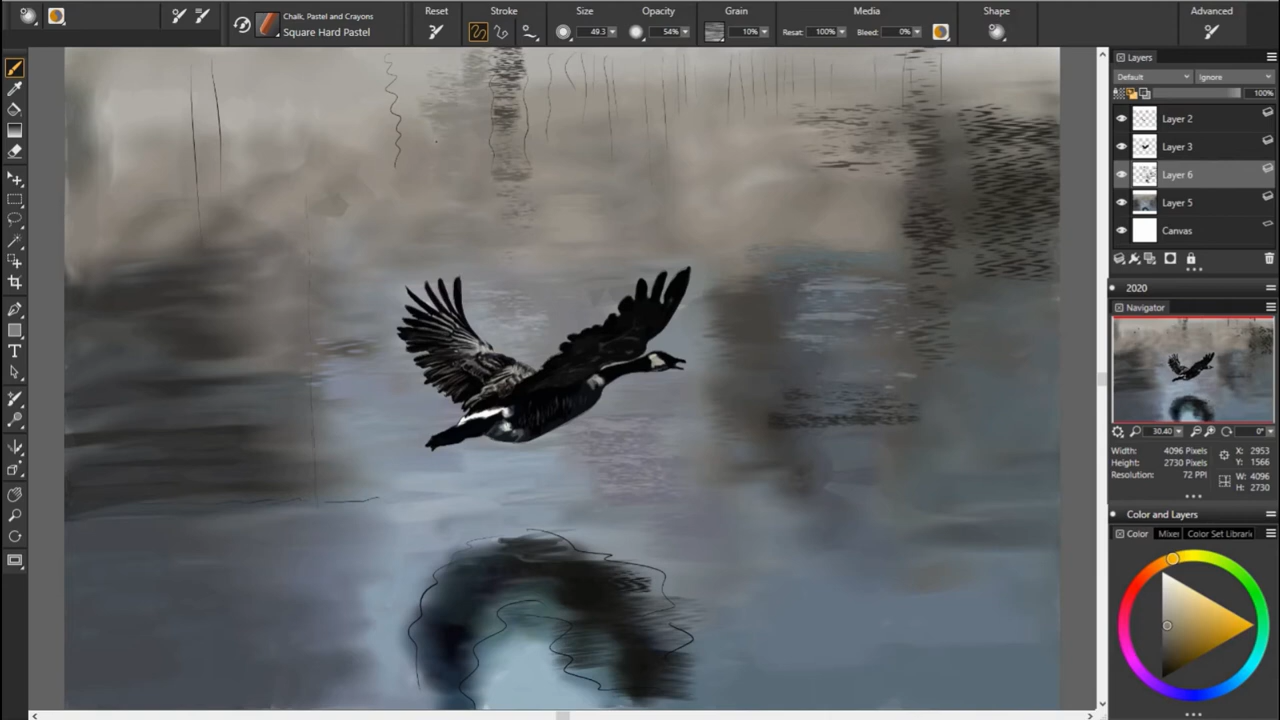 Chalk, Pastel and Crayons
Square Hard Pastel
Reset
Stroke
Size
49.3
Opacity
54%
Grain
10%
Media
Resat: 100%
Bleed: 0%
Shape
Advanced
Layers
Default
Ignore
100%
Layer 2
Layer 3
Layer 6
Layer 5
Canvas
2020
Navigator
30.40
0°
Width: 4096 Pixels
Height: 2730 Pixels
Resolution: 72 PPI
X: 2953
Y: 1566
W: 4096
H: 2730
Color and Layers
Color
Mixer
Color Set Librarie
T